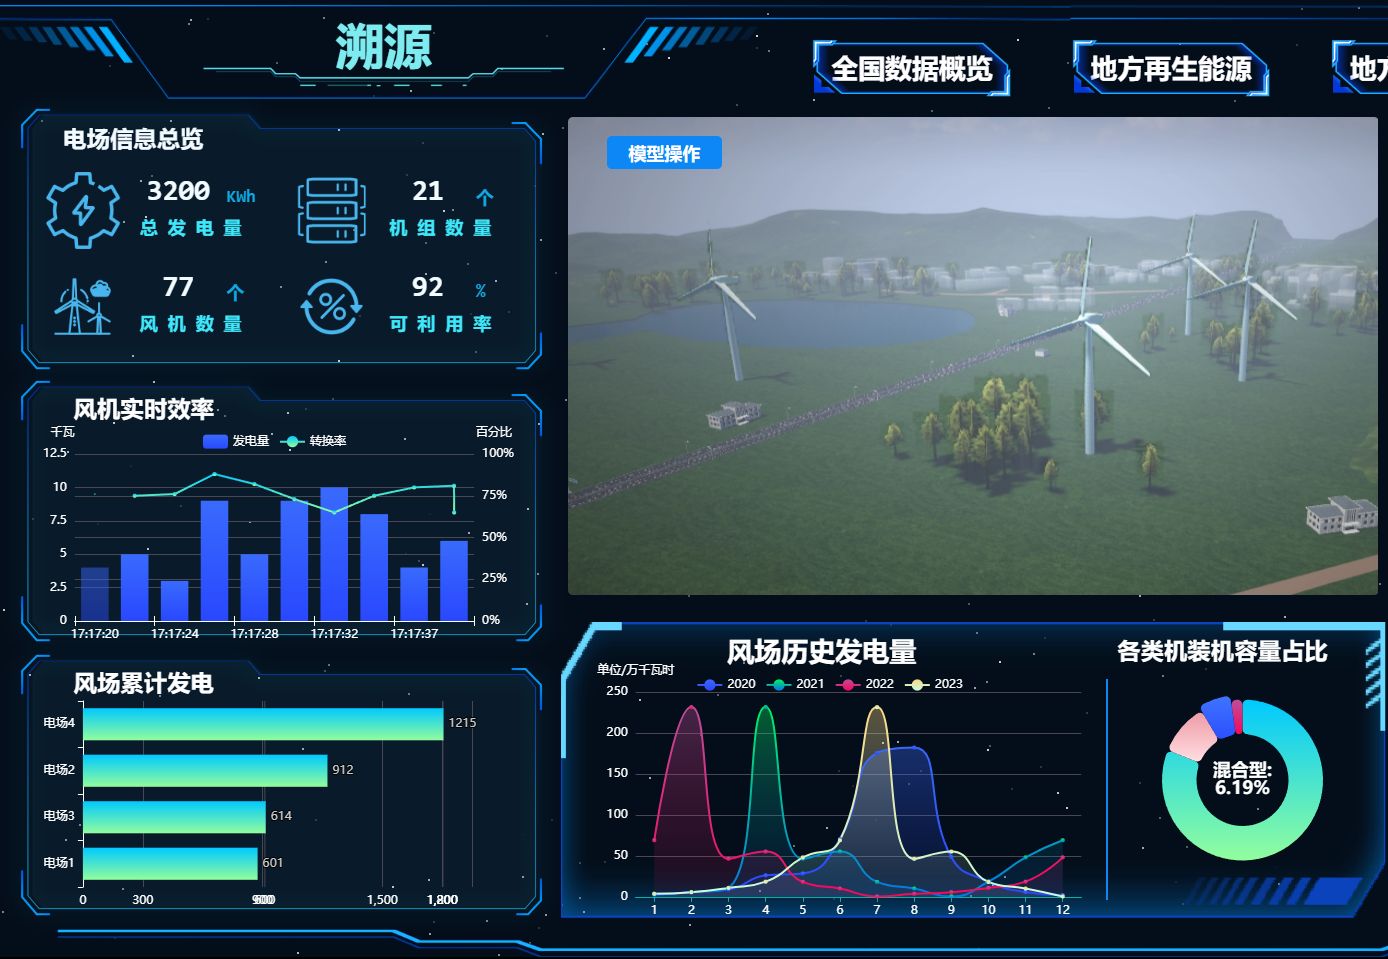 溯源
全国数据概览
地方再生能源
地方
电场信息总览
3200 KWh
总发电量
21 个
机组数量
77 个
风机数量
92 %
可利用率
模型操作
风机实时效率
千瓦
百分比
发电量 转换率
12.5
10
7.5
5
2.5
0
100%
75%
50%
25%
0%
17:17:20 17:17:24 17:17:28 17:17:32 17:17:37
风场累计发电
电场4 1215
电场2 912
电场3 614
电场1 601
0 300 1,500
风场历史发电量
单位/万千瓦时
2020 2021 2022 2023
250
200
150
100
50
0
1 2 3 4 5 6 7 8 9 10 11 12
各类机装机容量占比
混合型:
6.19%